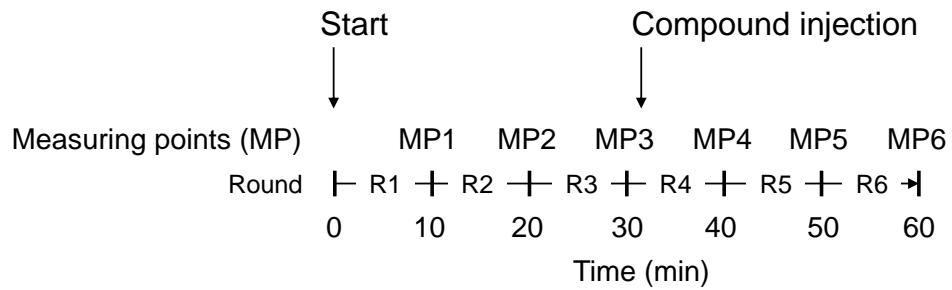 Start Compound injection
Measuring points (MP) MP1 MP2 MP3 MP4 MP5 MP6
Round R1 R2 R3 R4 R5 R6
0 10 20 30 40 50 60
Time (min)